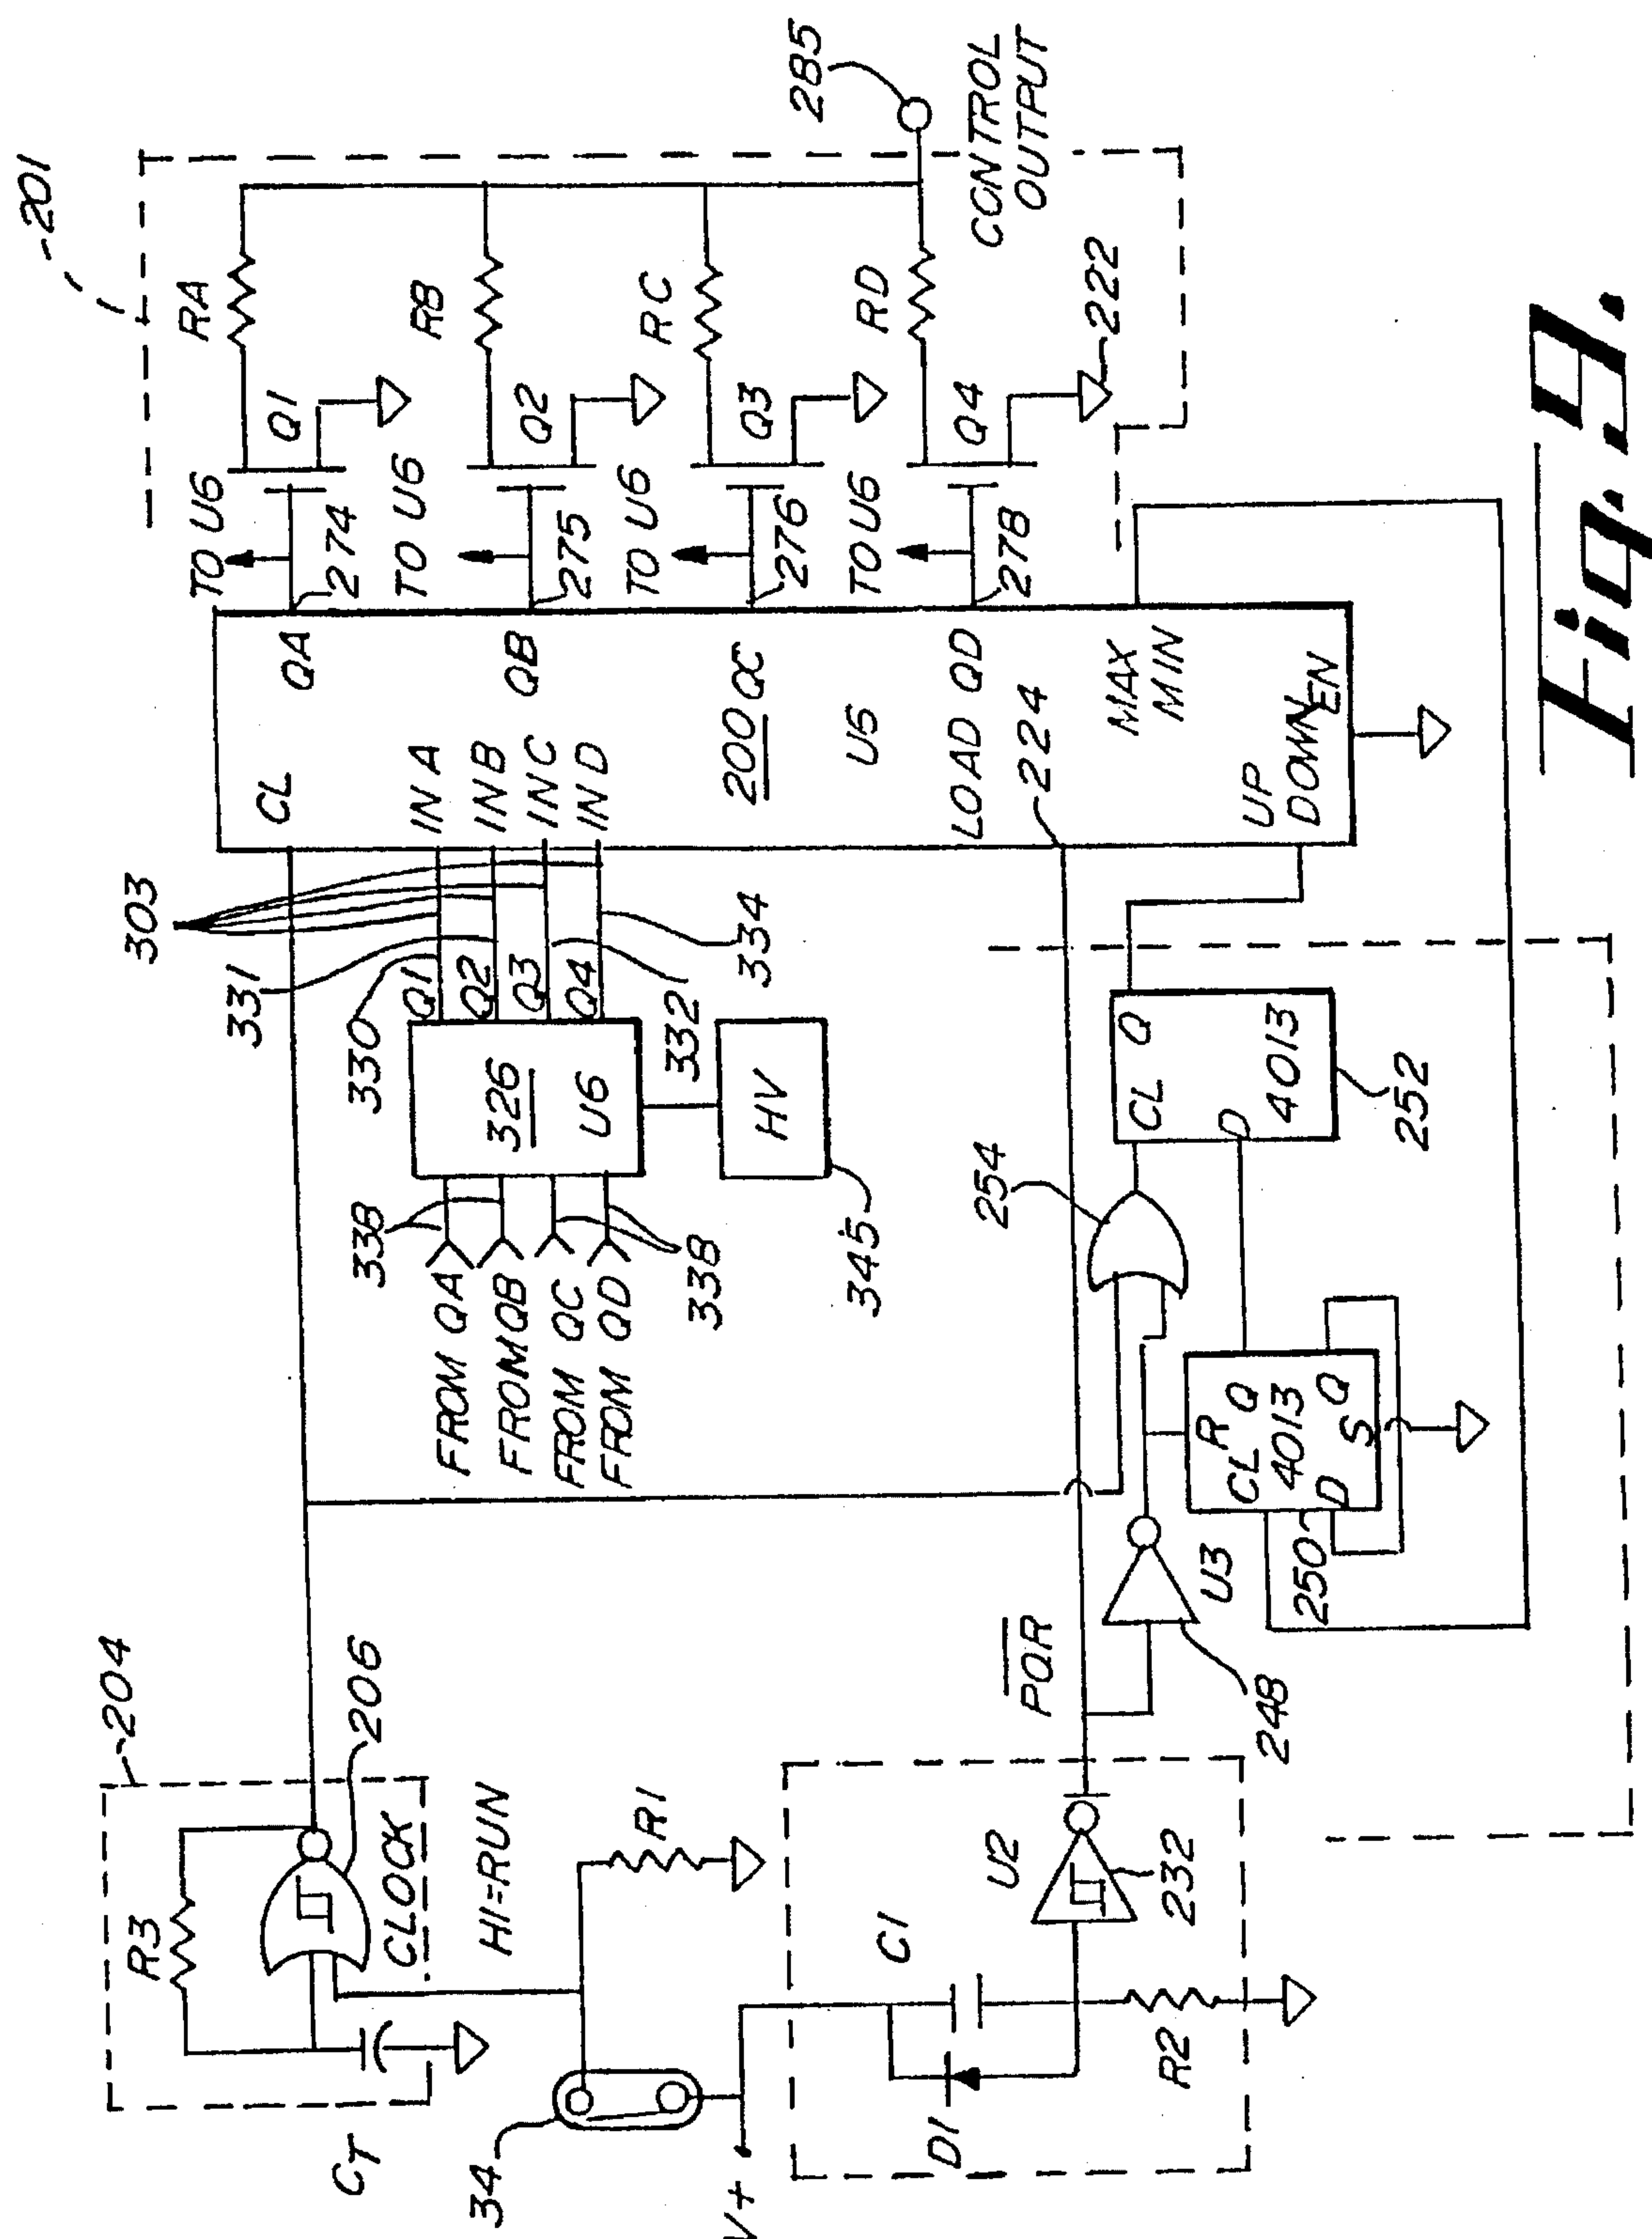 201
204
R3
206
CLOCK
CT
HI=RUN
34
R1
V+
D1
C1
R2
U2
232
PQR
248
U3
250
R
CL Q
4013
D S Q
254
CL Q
D
4013
252
303
331
330
Q1
Q2
Q3
Q4
332
334
326
U6
HV
345
338
338
FROM QA
FROM QB
FROM QC
FROM QD
CL
QA
IN A
IN B
IN C
IN D
QB
200 QC
U5
LOAD QD
224
MAX
MIN
UP
DOWN
EN
TO U6
274
TO U6
275
TO U6
276
TO U6
278
Q1
Q2
Q3
Q4
RA
RB
RC
RD
222
285
CONTROL
OUTPUT
Fig. 9.